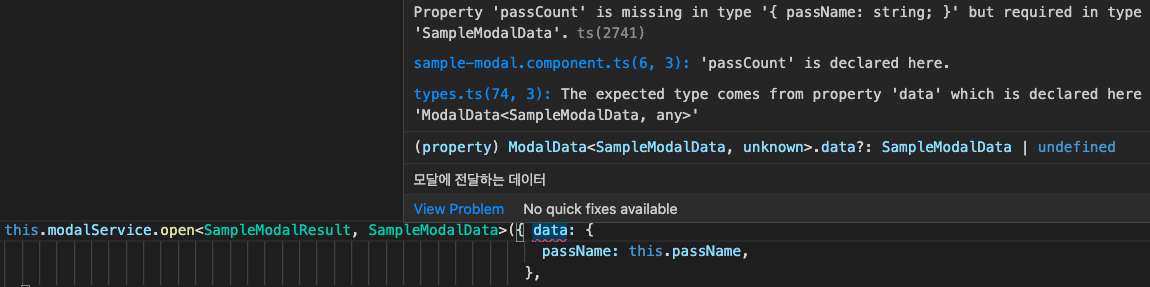 Property 'passCount' is missing in type '{ passName: string; }' but required in type
'SampleModalData'. ts(2741)
sample-modal.component.ts(6, 3): 'passCount' is declared here.
types.ts(74, 3): The expected type comes from property 'data' which is declared here
'ModalData<SampleModalData, any>'
(property) ModalData<SampleModalData, unknown>.data?: SampleModalData | undefined
모달에 전달하는 데이터
View Problem No quick fixes available
this.modalService.open<SampleModalResult, SampleModalData>({ data: {
passName: this.passName,
},